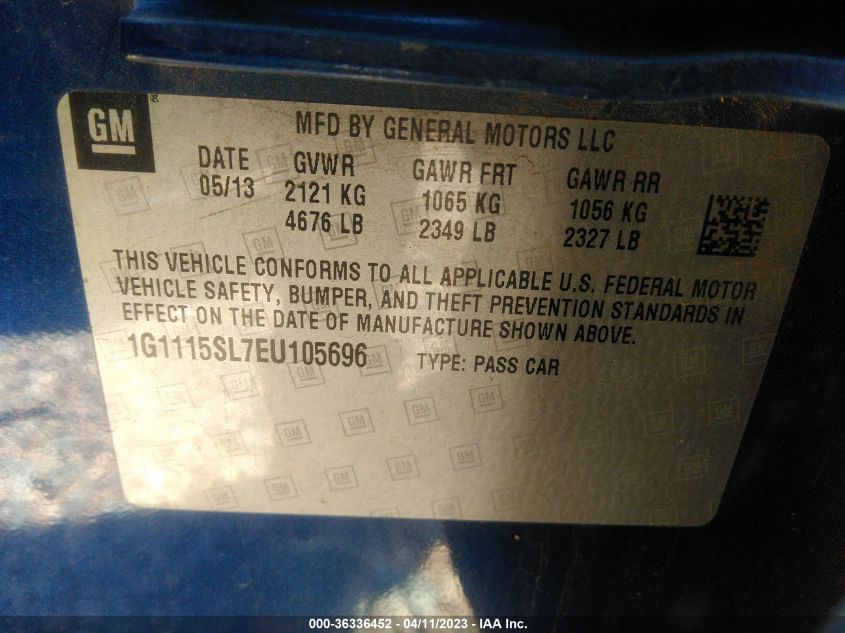 GM
MFD BY GENERAL MOTORS LLC
DATE GVWR GAWR FRT GAWR RR
05/13 2121 KG 1065 KG 1056 KG
4676 LB 2349 LB 2327 LB
THIS VEHICLE CONFORMS TO ALL APPLICABLE U.S. FEDERAL MOTOR
VEHICLE SAFETY, BUMPER, AND THEFT PREVENTION STANDARDS IN
EFFECT ON THE DATE OF MANUFACTURE SHOWN ABOVE.
1G1115SL7EU105696 TYPE: PASS CAR
000-36336452 - 04/11/2023 - © IAA Inc.